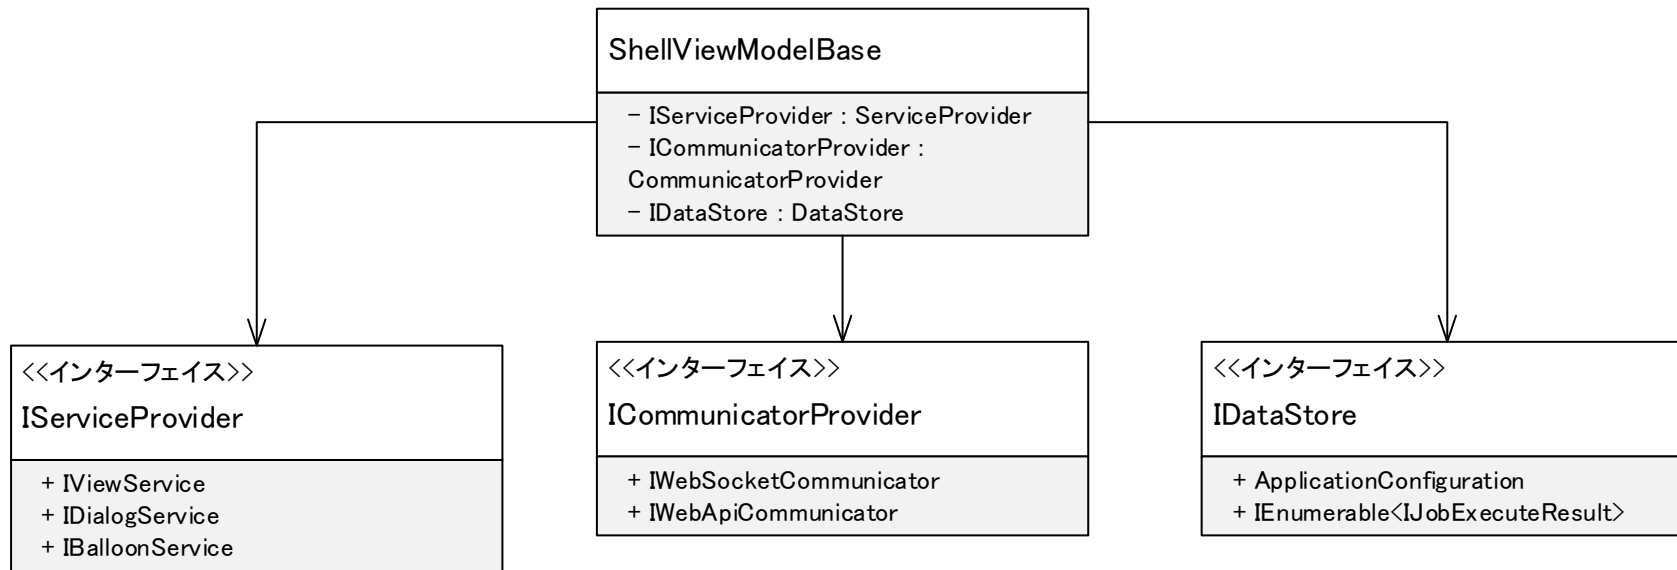 ShellViewModelBase
− IServiceProvider : ServiceProvider
− ICommunicatorProvider :
CommunicatorProvider
− IDataStore : DataStore
<<インターフェイス>>
IServiceProvider
+ IViewService
+ IDialogService
+ IBalloonService
<<インターフェイス>>
ICommunicatorProvider
+ IWebSocketCommunicator
+ IWebApiCommunicator
<<インターフェイス>>
IDataStore
+ ApplicationConfiguration
+ IEnumerable<IJobExecuteResult>